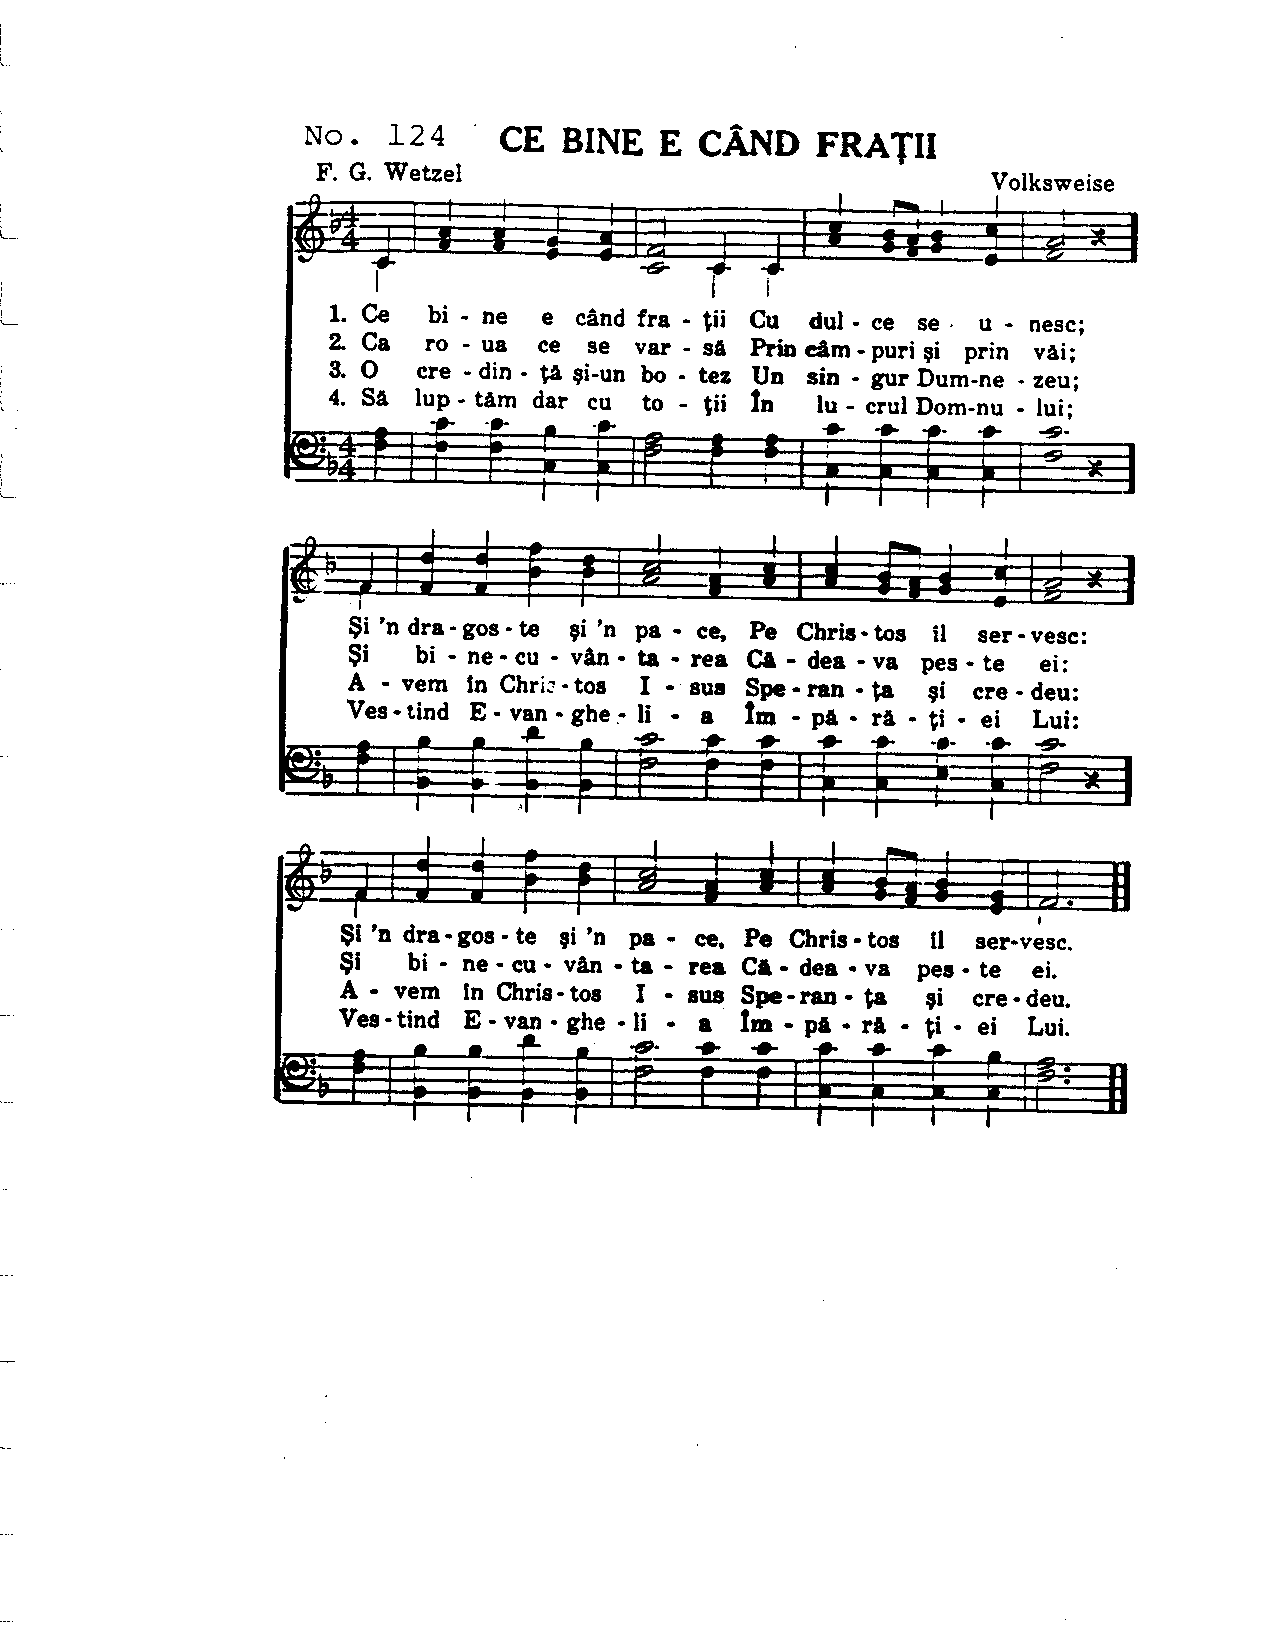 No. 124 CE BINE E CÂND FRAŢII
F. G. Wetzel
Volksweise
1. Ce bi - ne e când fra - ţii Cu dul - ce se - u - nesc;
2. Ca ro - ua ce se var - să Prin câm - puri şi prin văi;
3. O cre - din - ţă şi-un bo - tez Un sin - gur Dum-ne - zeu;
4. Să lup - tăm dar cu to - ţii În lu - crul Dom-nu - lui;
Şi 'n dra - gos - te şi 'n pa - ce, Pe Chris - tos il ser - vesc:
Şi bi - ne - cu - vân - ta - rea Că - dea - va pes - te ei:
A - vem in Chris - tos I - sus Spe - ran - ţa şi cre - deu:
Ves - tind E - van - ghe - li - a Îm - pă - ră - ţi - ei Lui:
Şi 'n dra - gos - te şi 'n pa - ce, Pe Chris - tos il ser-vesc.
Şi bi - ne - cu - vân - ta - rea Că - dea - va pes - te ei.
A - vem in Chris - tos I - sus Spe - ran - ţa şi cre - deu.
Ves - tind E - van - ghe - li - a Îm - pă - ră - ţi - ei Lui.